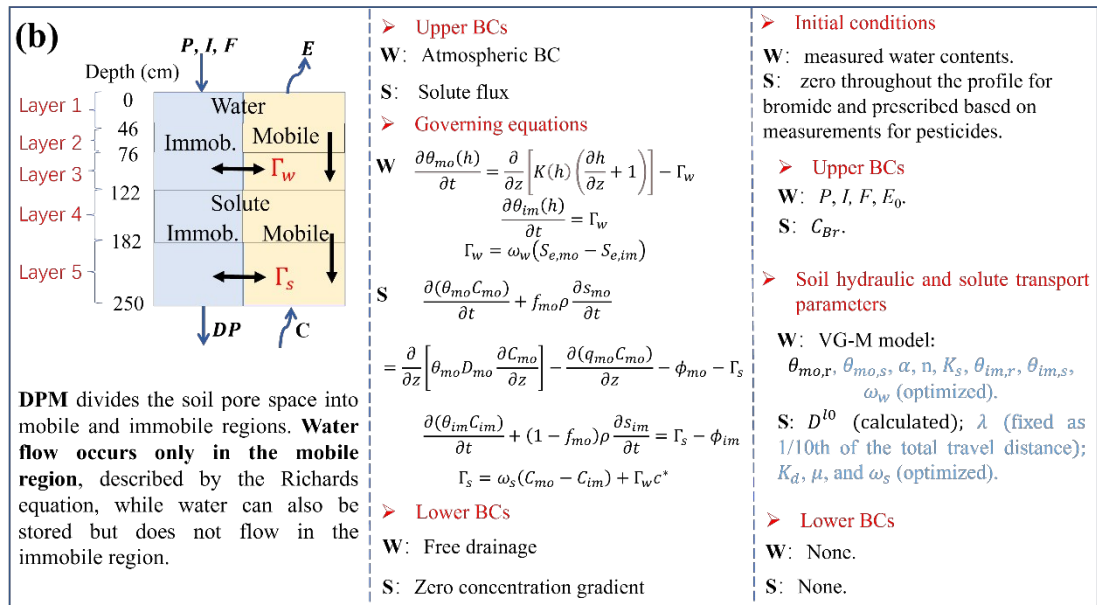 (b)
P, I, F
E
Depth (cm)
Layer 1
Layer 2
Layer 3
Layer 4
Layer 5
0
46
76
122
182
250
Water
Immob.
Mobile
Γw
Solute
Immob.
Mobile
Γs
DP
C
DPM divides the soil pore space into
mobile and immobile regions. Water
flow occurs only in the mobile
region, described by the Richards
equation, while water can also be
stored but does not flow in the
immobile region.
➢ Upper BCs
W: Atmospheric BC
S: Solute flux
➢ Governing equations
W ∂θmo(h)/∂t = ∂/∂z [K(h) (∂h/∂z + 1)] − Γw
∂θim(h)/∂t = Γw
Γw = ωw(Se,mo − Se,im)
S ∂(θmoCmo)/∂t + fmoρ ∂smo/∂t
= ∂/∂z [θmoDmo ∂Cmo/∂z] − ∂(qmoCmo)/∂z − ϕmo − Γs
∂(θimCim)/∂t + (1 − fmo)ρ ∂sim/∂t = Γs − ϕim
Γs = ωs(Cmo − Cim) + Γwc*
➢ Lower BCs
W: Free drainage
S: Zero concentration gradient
➢ Initial conditions
W: measured water contents.
S: zero throughout the profile for
bromide and prescribed based on
measurements for pesticides.
➢ Upper BCs
W: P, I, F, E0.
S: CBr.
➢ Soil hydraulic and solute transport
parameters
W: VG-M model:
θmo,r, θmo,s, α, n, Ks, θim,r, θim,s,
ωw (optimized).
S: D^l0 (calculated); λ (fixed as
1/10th of the total travel distance);
Kd, μ, and ωs (optimized).
➢ Lower BCs
W: None.
S: None.